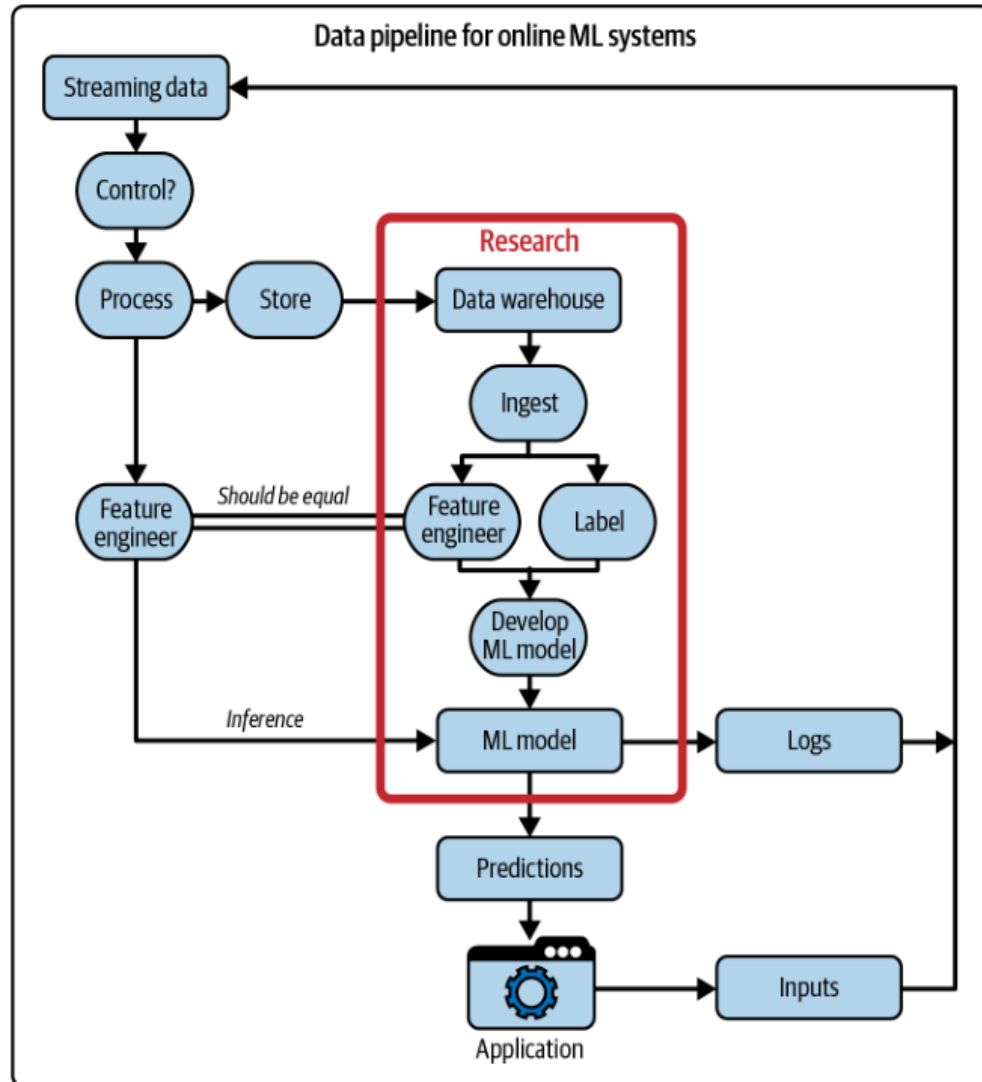 Data pipeline for online ML systems
Streaming data
Control?
Research
Process
Store
Data warehouse
Ingest
Should be equal
Feature
engineer
Feature
engineer
Label
Develop
ML model
Inference
ML model
Logs
Predictions
Inputs
Application